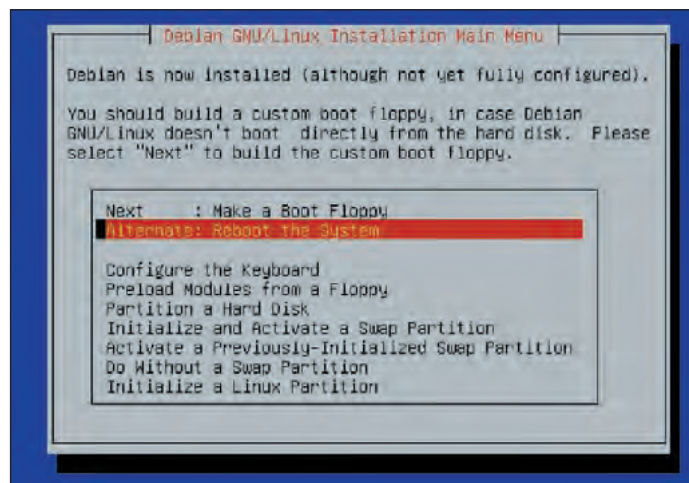 Debian GNU/Linux Installation Main Menu
Debian is now installed (although not yet fully configured).
You should build a custom boot floppy, in case Debian
GNU/Linux doesn't boot directly from the hard disk. Please
select "Next" to build the custom boot floppy.
Next : Make a Boot Floppy
Alternate: Reboot the System
Configure the Keyboard
Preload Modules from a Floppy
Partition a Hard Disk
Initialize and Activate a Swap Partition
Activate a Previously-Initialized Swap Partition
Do Without a Swap Partition
Initialize a Linux Partition